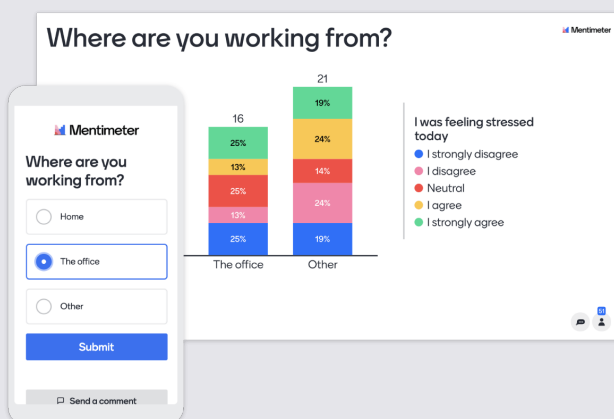 Where are you working from?
Mentimeter
21
19%
24%
14%
24%
19%
Other
16
25%
13%
25%
13%
25%
The office
I was feeling stressed
today
I strongly disagree
I disagree
Neutral
I agree
I strongly agree
51
Mentimeter
Where are you
working from?
Home
The office
Other
Submit
Send a comment